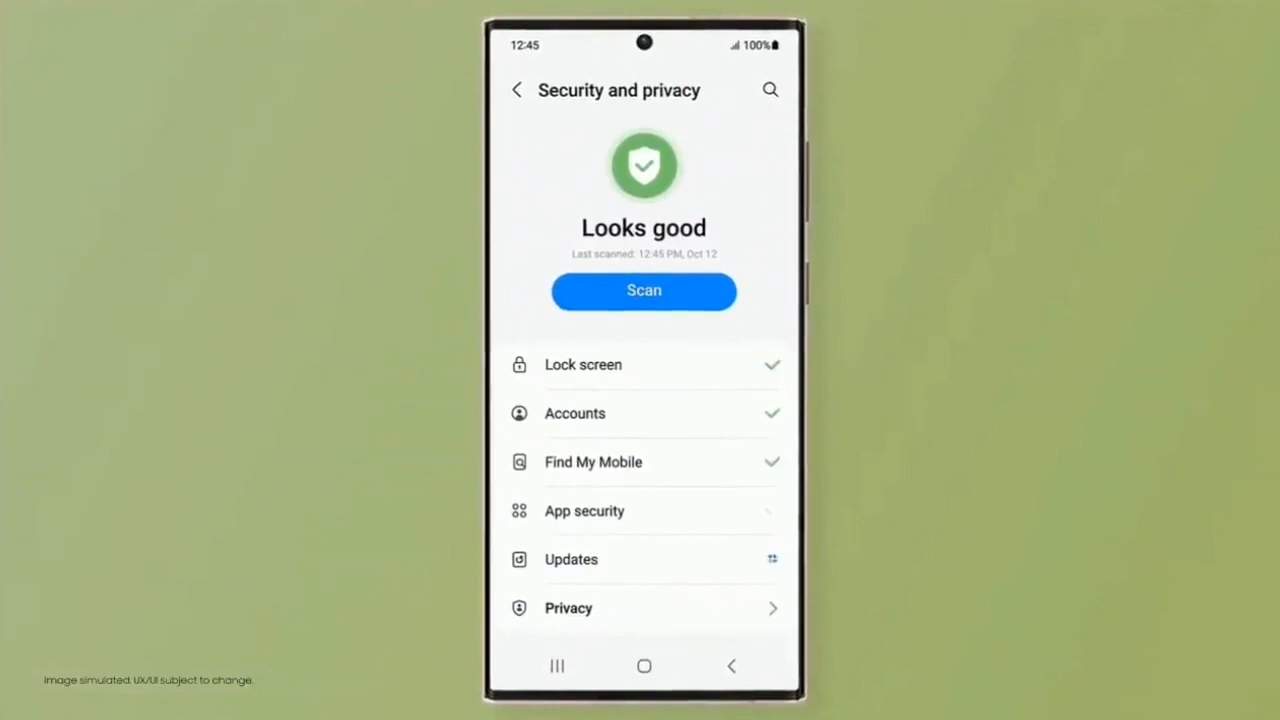 12:45
100%
Security and privacy
Looks good
Last scanned: 12:45 PM, Oct 12
Scan
Lock screen
Accounts
Find My Mobile
App security
Updates
Privacy
Image simulated. UX/UI subject to change.